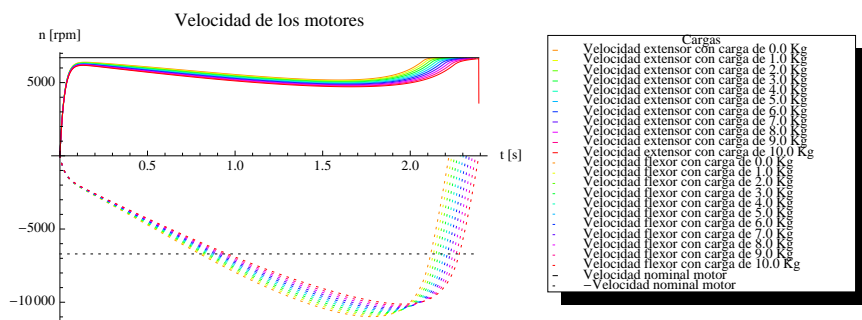 Velocidad de los motores
n [rpm]
5000
0.5
1.0
1.5
2.0
t [s]
−5000
−10 000
Cargas
Velocidad extensor con carga de 0.0 Kg
Velocidad extensor con carga de 1.0 Kg
Velocidad extensor con carga de 2.0 Kg
Velocidad extensor con carga de 3.0 Kg
Velocidad extensor con carga de 4.0 Kg
Velocidad extensor con carga de 5.0 Kg
Velocidad extensor con carga de 6.0 Kg
Velocidad extensor con carga de 7.0 Kg
Velocidad extensor con carga de 8.0 Kg
Velocidad extensor con carga de 9.0 Kg
Velocidad extensor con carga de 10.0 Kg
Velocidad flexor con carga de 0.0 Kg
Velocidad flexor con carga de 1.0 Kg
Velocidad flexor con carga de 2.0 Kg
Velocidad flexor con carga de 3.0 Kg
Velocidad flexor con carga de 4.0 Kg
Velocidad flexor con carga de 5.0 Kg
Velocidad flexor con carga de 6.0 Kg
Velocidad flexor con carga de 7.0 Kg
Velocidad flexor con carga de 8.0 Kg
Velocidad flexor con carga de 9.0 Kg
Velocidad flexor con carga de 10.0 Kg
Velocidad nominal motor
−Velocidad nominal motor